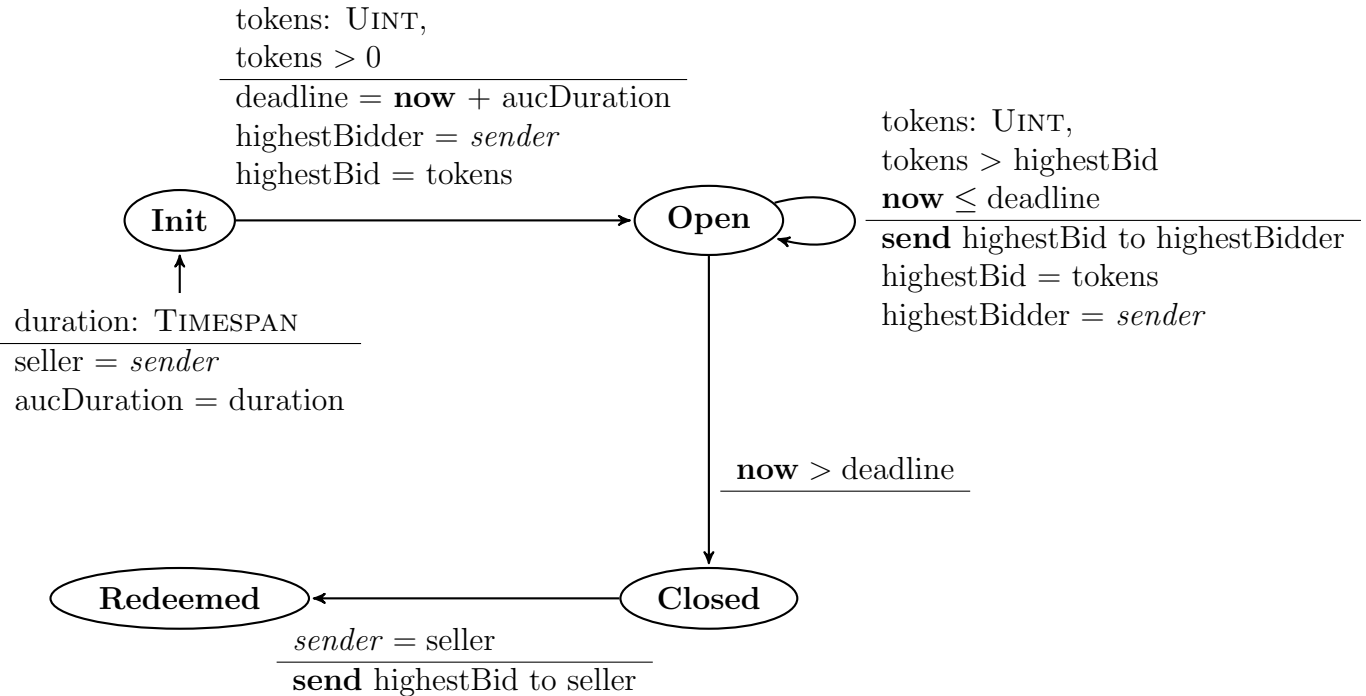 tokens: UINT,
tokens > 0
deadline = now + aucDuration
highestBidder = sender
highestBid = tokens
tokens: UINT,
tokens > highestBid
now ≤ deadline
send highestBid to highestBidder
highestBid = tokens
highestBidder = sender
Init
Open
duration: TIMESPAN
seller = sender
aucDuration = duration
now > deadline
Redeemed
Closed
sender = seller
send highestBid to seller